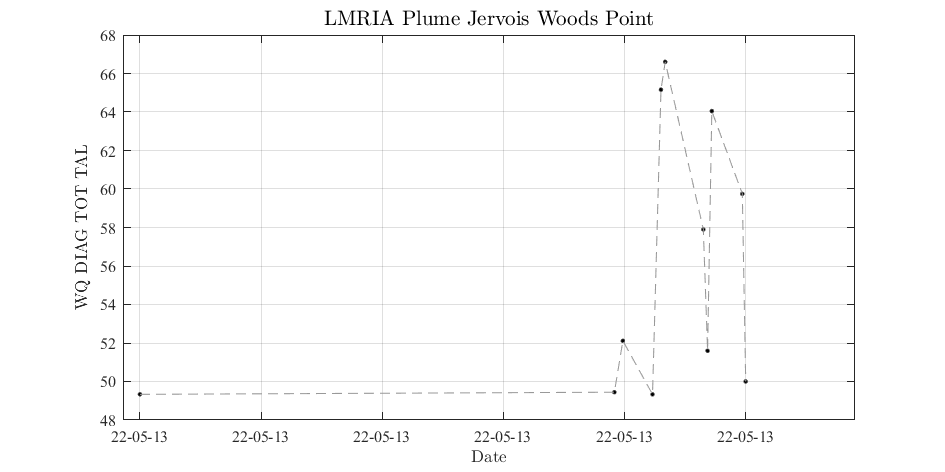 LMRIA Plume Jervois Woods Point
68
66
64
62
60
58
56
54
52
50
48
WQ DIAG TOT TAL
22-05-13 22-05-13 22-05-13 22-05-13 22-05-13 22-05-13
Date